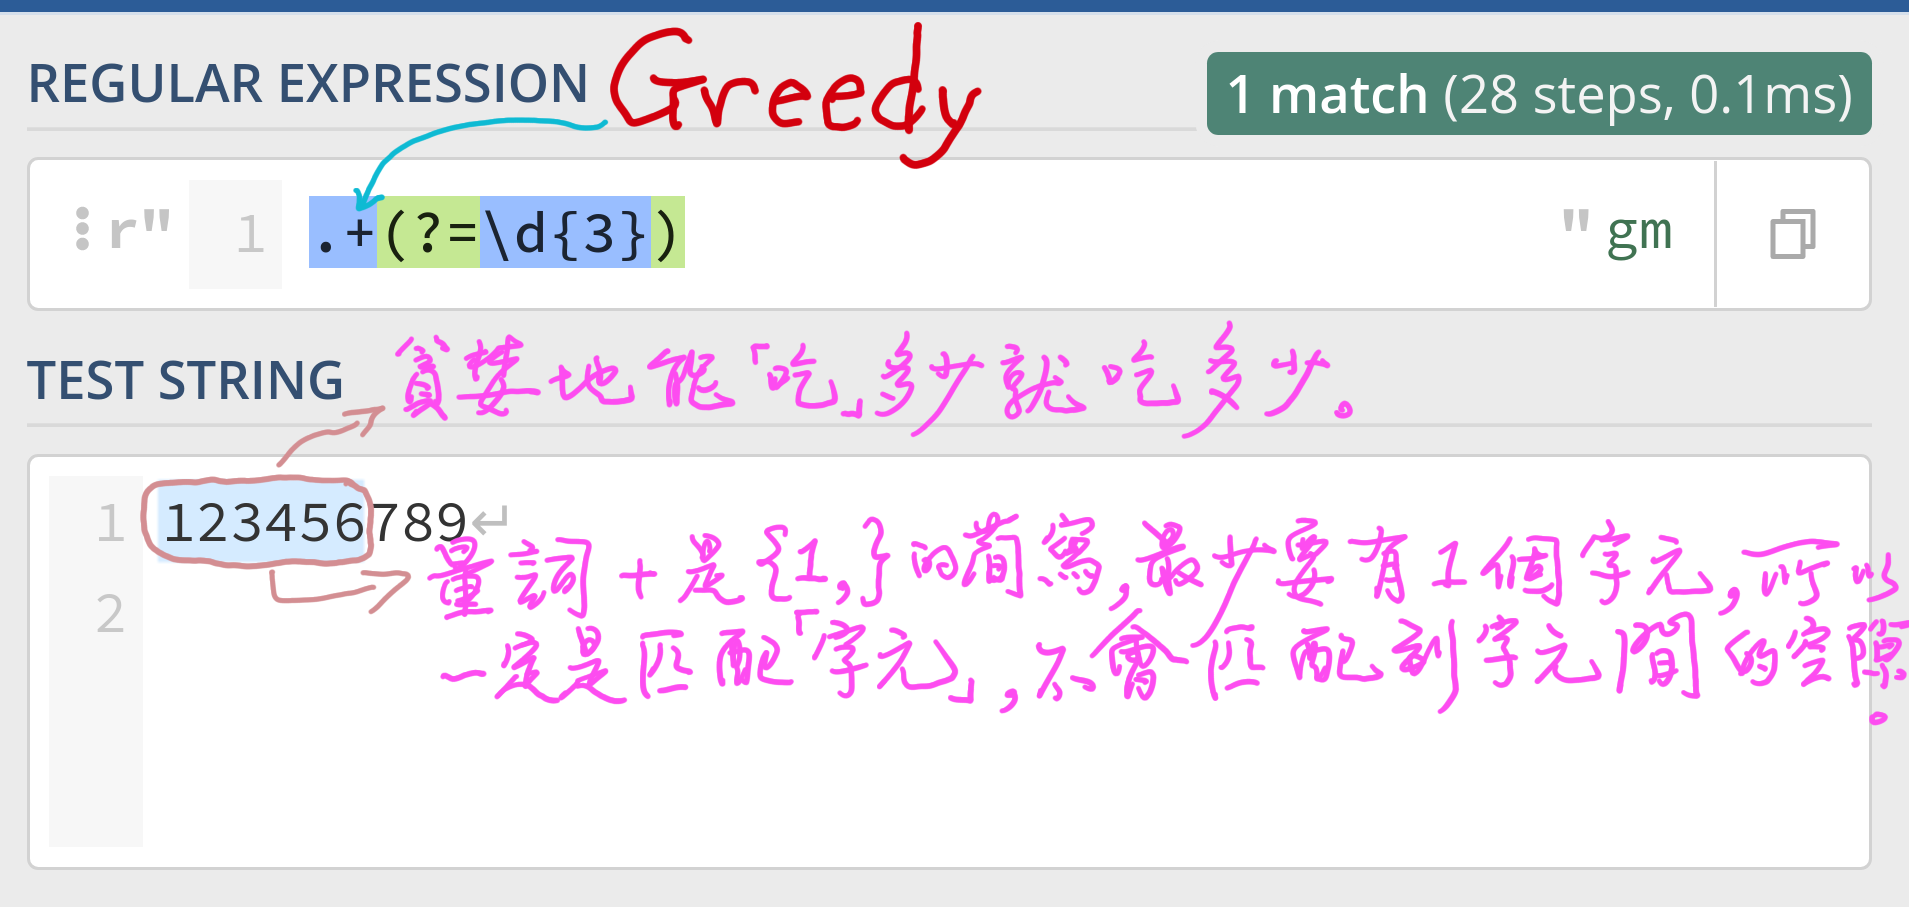 REGULAR EXPRESSION Greedy 1 match (28 steps, 0.1ms)
r" 1 .+(?=\d{3}) " gm
TEST STRING 貪婪地能「吃」多少就吃多少。
1 123456789↵
量詞 + 是 {1,} 的簡寫,最少要有1個字元,所以
2
一定是匹配「字元」,不會匹配到字元間的空隙。